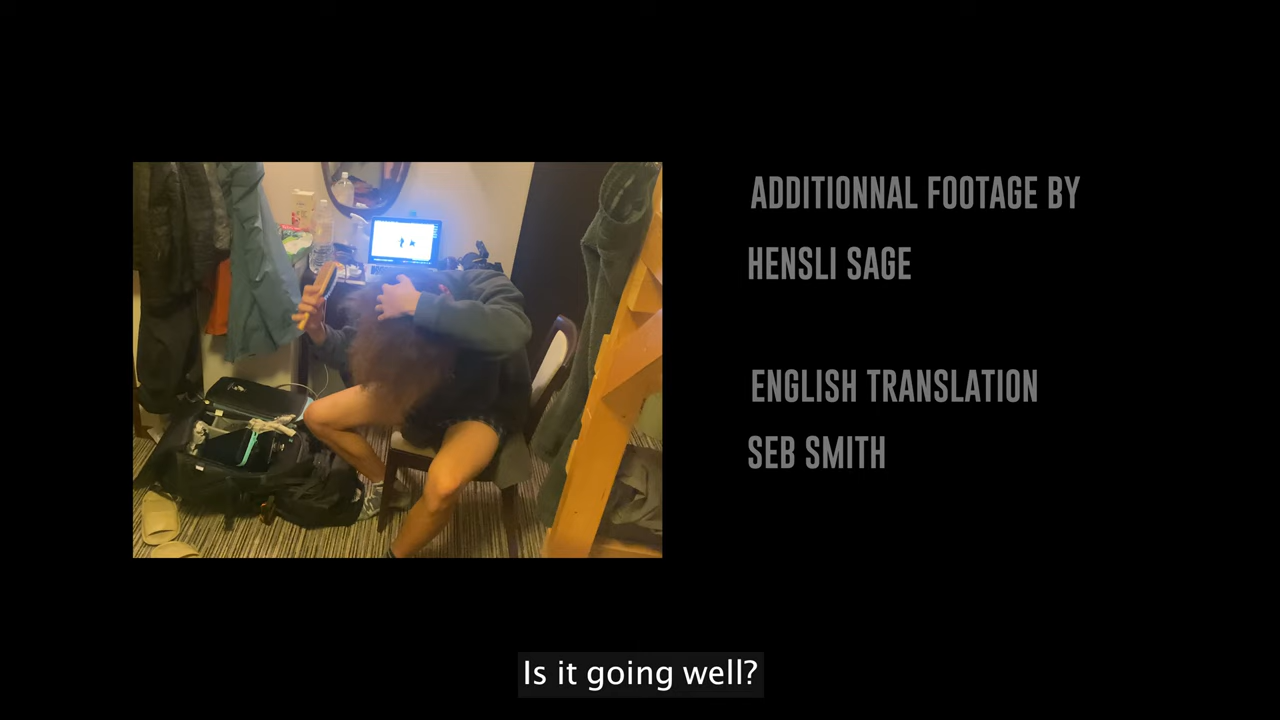 ADDITIONNAL FOOTAGE BY
HENSLI SAGE
ENGLISH TRANSLATION
SEB SMITH
Is it going well?